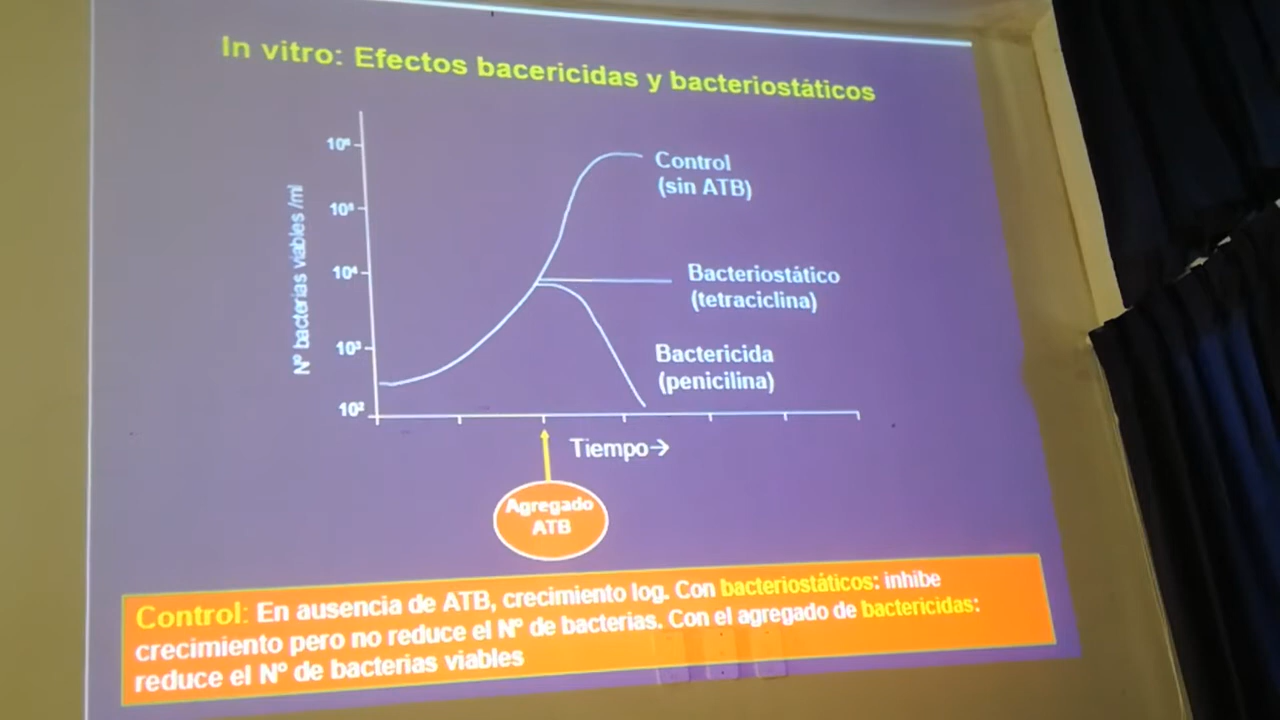 In vitro: Efectos bacericidas y bacteriostáticos
Nº bacterias viables /ml
10⁶
10⁵
10⁴
10³
10²
Control
(sin ATB)
Bacteriostático
(tetraciclina)
Bactericida
(penicilina)
Tiempo→
Agregado
ATB
Control: En ausencia de ATB, crecimiento log. Con bacteriostáticos: inhibe
crecimiento pero no reduce el Nº de bacterias. Con el agregado de bactericidas:
reduce el Nº de bacterias viables